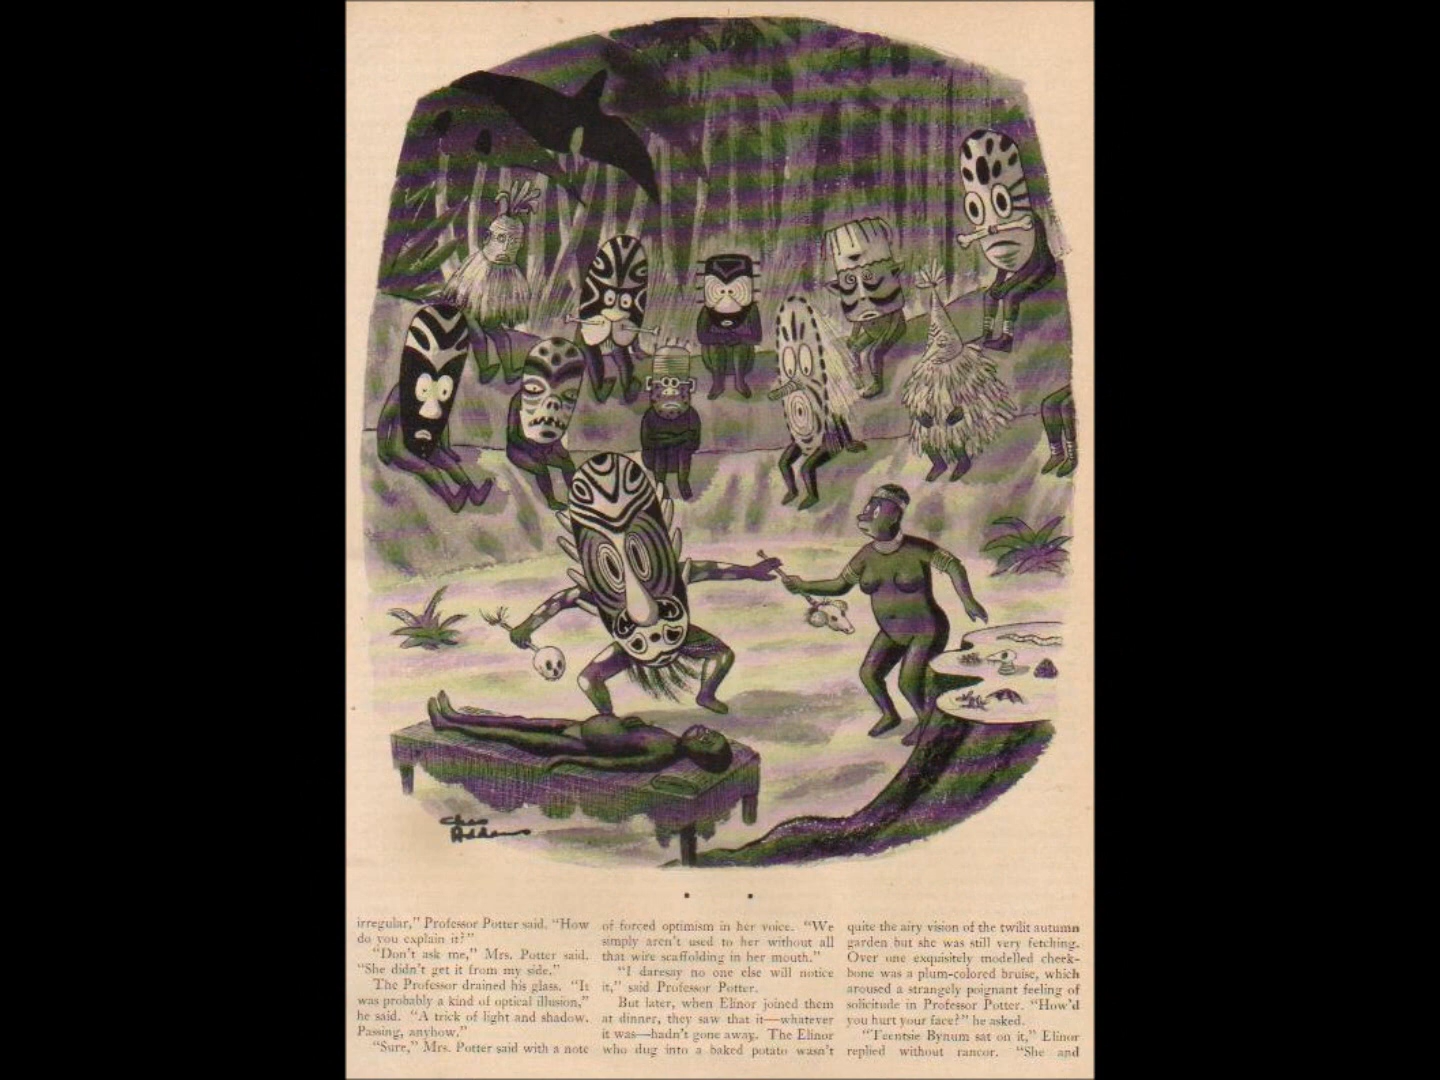 Chas
Addams
irregular," Professor Potter said. "How
do you explain it?"
"Don't ask me," Mrs. Potter said.
"She didn't get it from my side."
The Professor drained his glass. "It
was probably a kind of optical illusion,"
he said. "A trick of light and shadow.
Passing, anyhow."
"Sure," Mrs. Potter said with a note
of forced optimism in her voice. "We
simply aren't used to her without all
that wire scaffolding in her mouth."
"I daresay no one else will notice
it," said Professor Potter.
But later, when Elinor joined them
at dinner, they saw that it—whatever
it was—hadn't gone away. The Elinor
who dug into a baked potato wasn't
quite the airy vision of the twilit autumn
garden but she was still very fetching.
Over one exquisitely modelled cheek-
bone was a plum-colored bruise, which
aroused a strangely poignant feeling of
solicitude in Professor Potter. "How'd
you hurt your face?" he asked.
"Teentsie Bynum sat on it," Elinor
replied without rancor. "She and